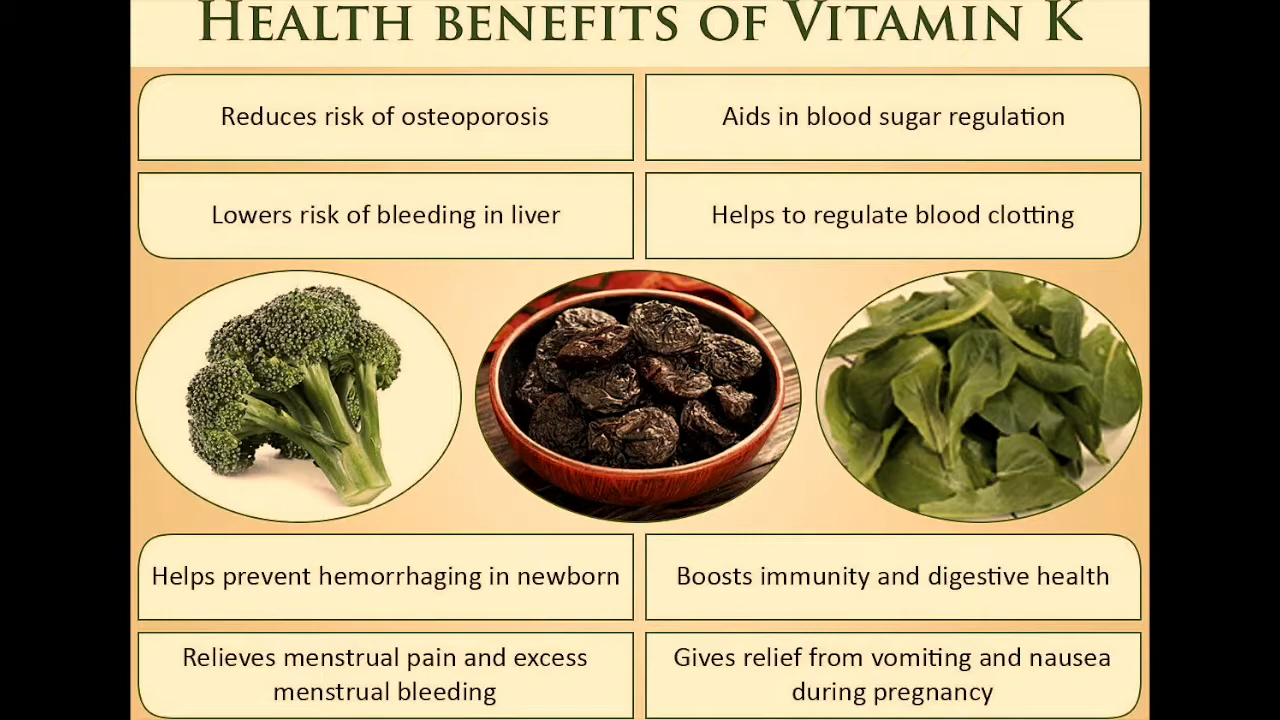 HEALTH BENEFITS OF VITAMIN K
Reduces risk of osteoporosis
Aids in blood sugar regulation
Lowers risk of bleeding in liver
Helps to regulate blood clotting
Helps prevent hemorrhaging in newborn
Boosts immunity and digestive health
Relieves menstrual pain and excess
menstrual bleeding
Gives relief from vomiting and nausea
during pregnancy